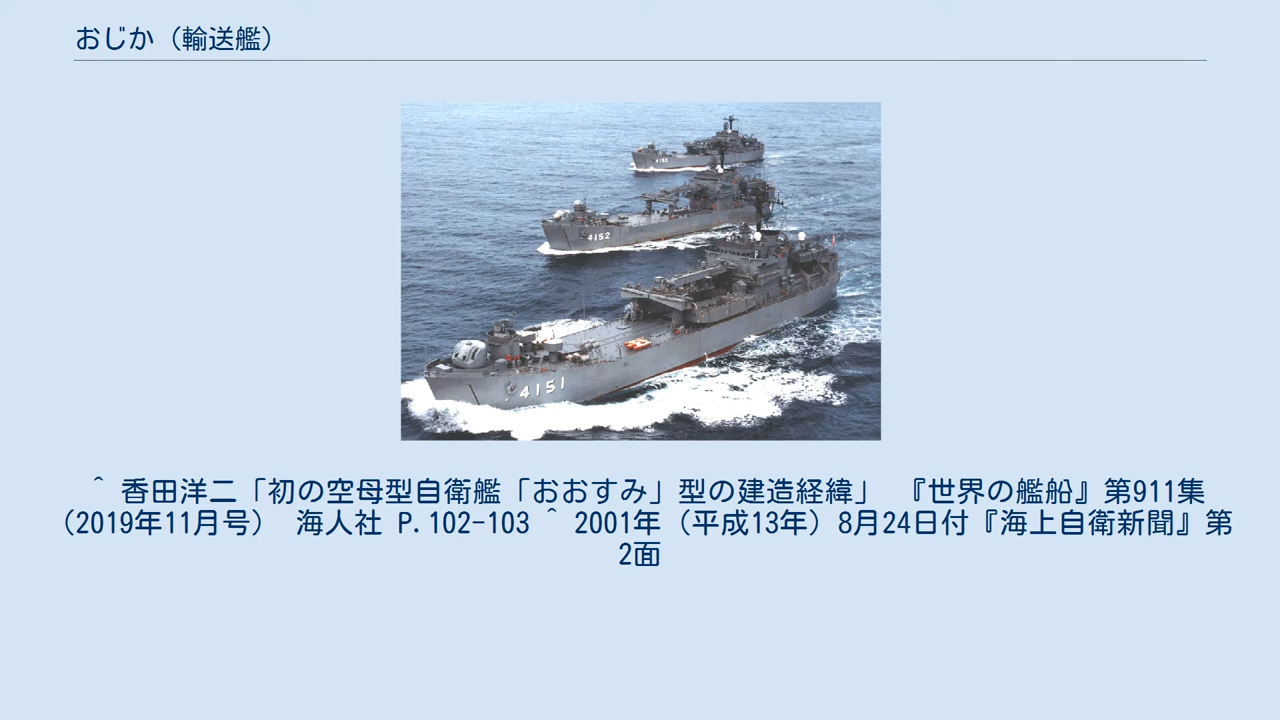 おじか（輸送艦）
4153
4152
4151
^ 香田洋二「初の空母型自衛艦「おおすみ」型の建造経緯」 『世界の艦船』第911集
（2019年11月号） 海人社 P.102-103 ^ 2001年（平成13年）8月24日付『海上自衛新聞』第
2面